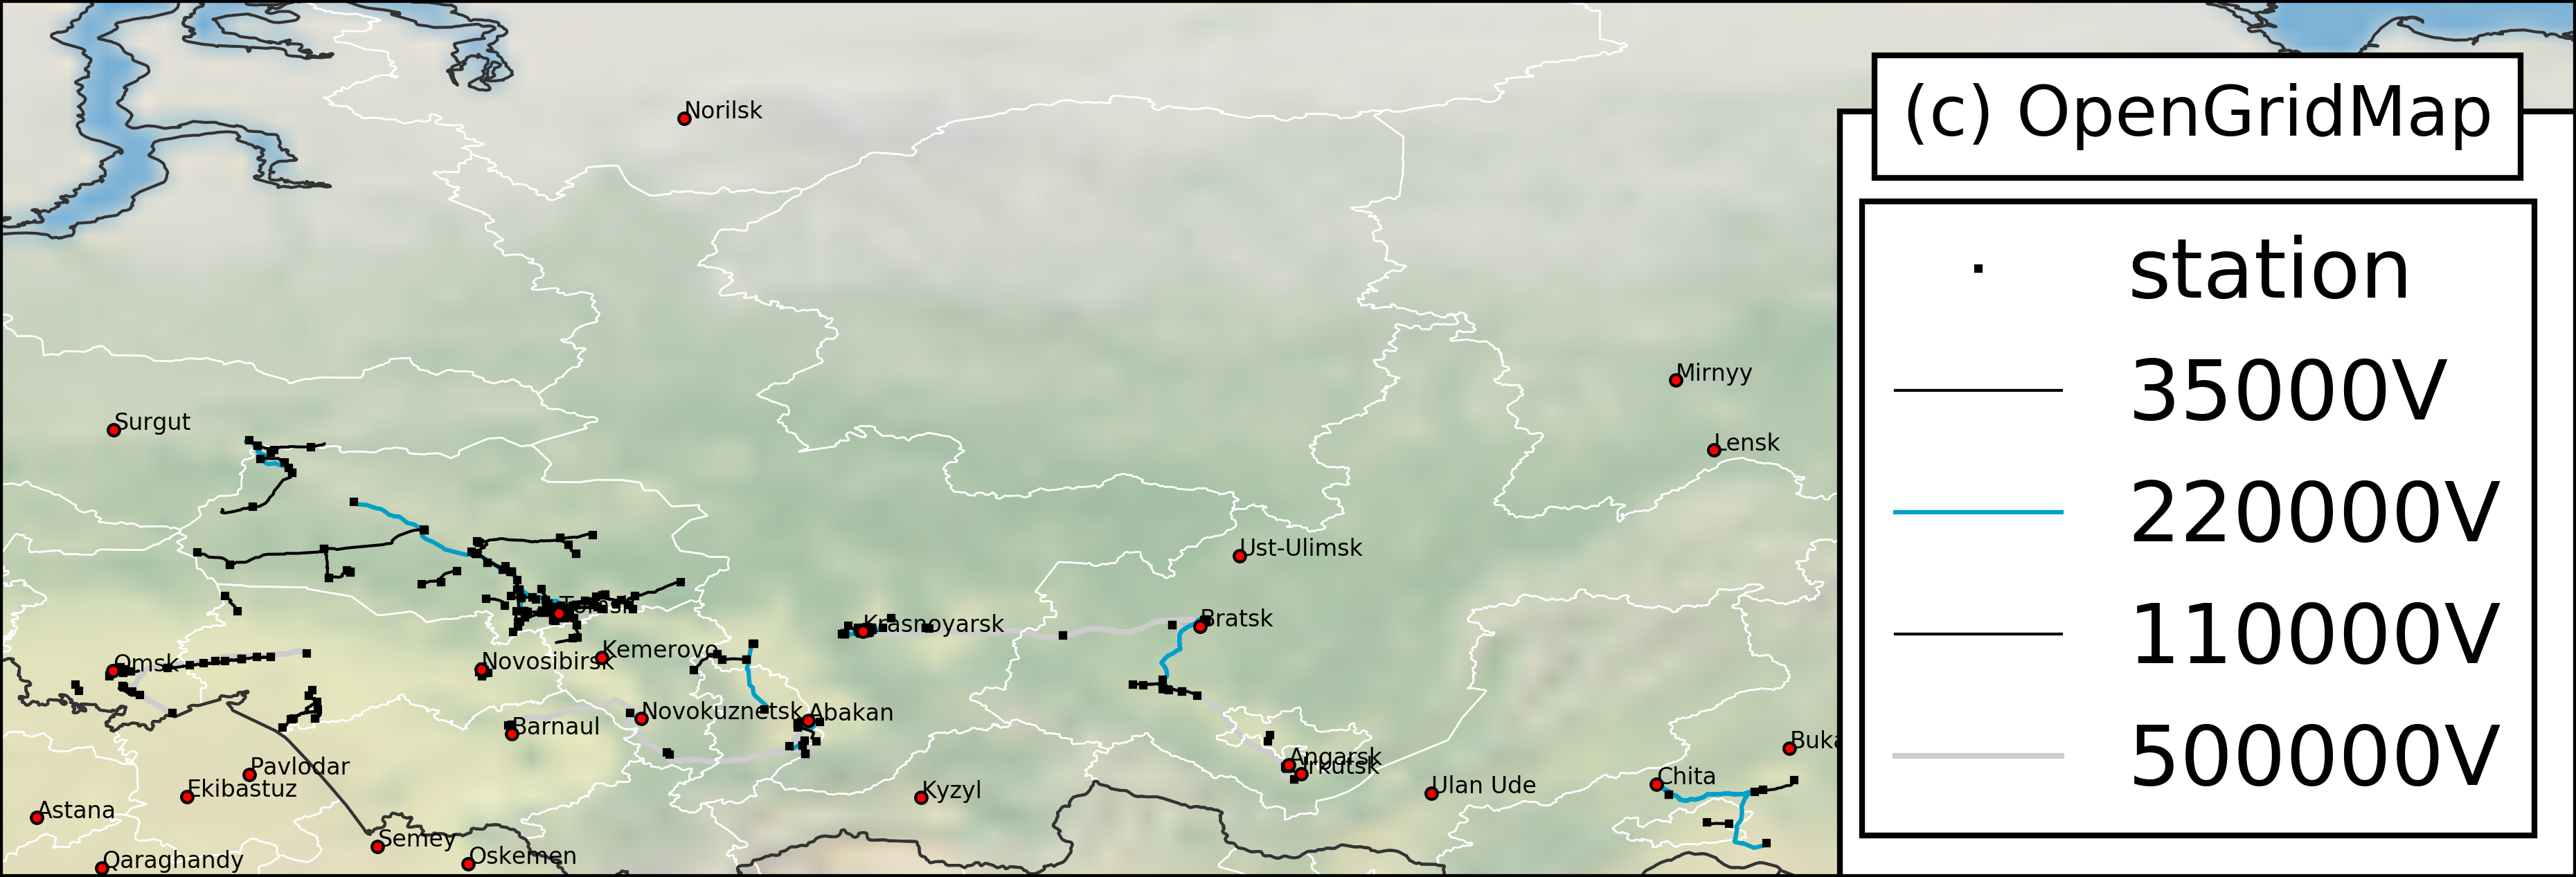 Norilsk
(c) OpenGridMap
station
35000V
220000V
110000V
500000V
Mirnyy
Surgut
Lensk
Ust-Ulimsk
Tomsk
Krasnoyarsk
Bratsk
Kemerovo
Omsk
Novosibirsk
Novokuznetsk
Abakan
Barnaul
Buka
Angarsk
Irkutsk
Pavlodar
Ekibastuz
Kyzyl
Ulan Ude
Chita
Astana
Semey
Oskemen
Qaraghandy